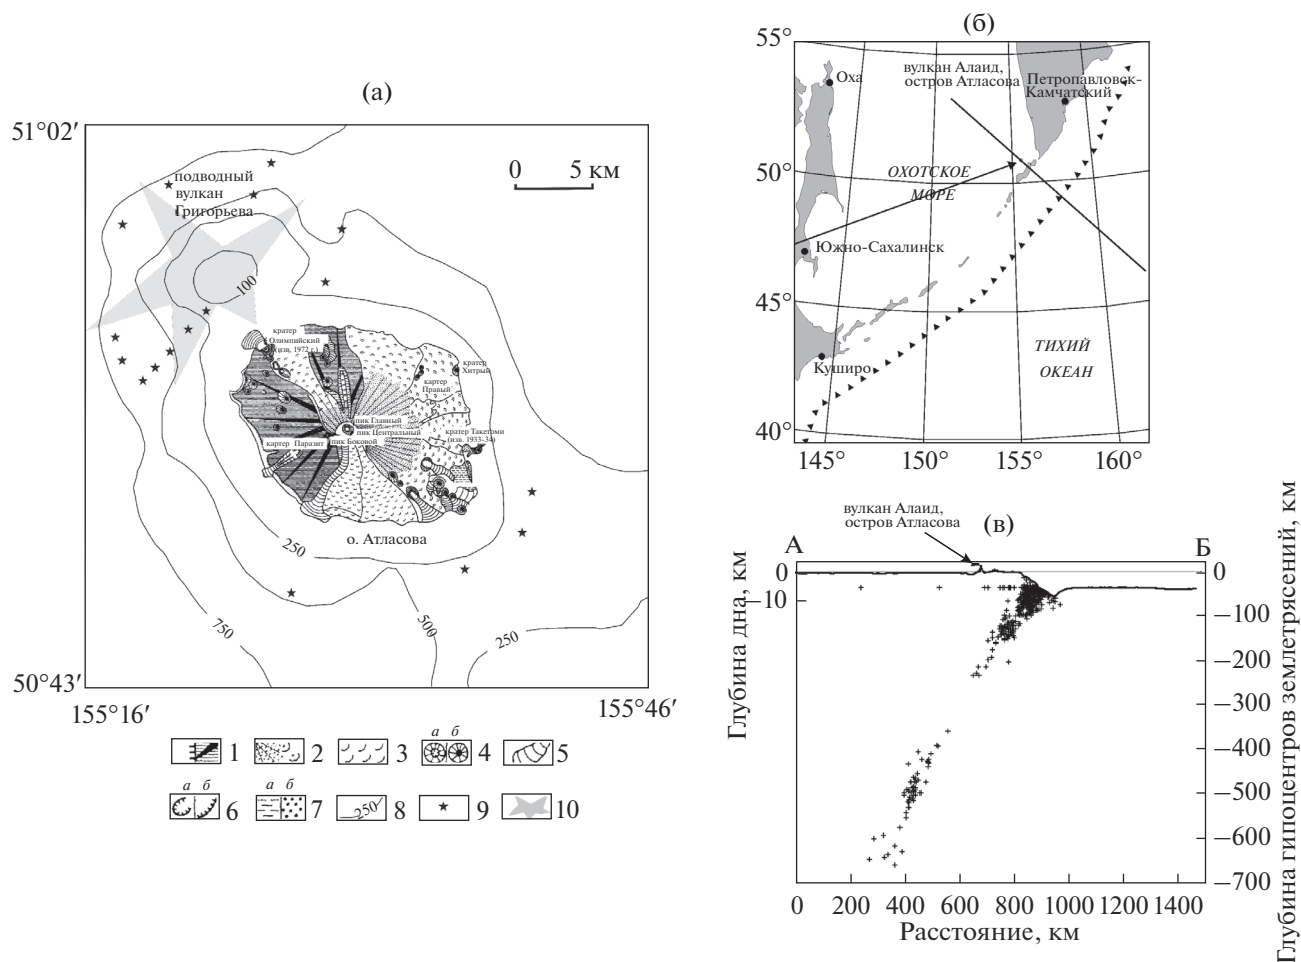 (а)
51°02′
50°43′
155°16′
155°46′
0 5 км
подводный
вулкан
Григорьева
100
кратер
Олимпийский
(изв. 1972 г.)
кратер
Хитрый
картер
Правый
пик Главный
пик Центральный
пик Боковой
кратер Такетоми
(изв. 1933-34)
картер Паразит
о. Атласова
250
750
500
250
1
2
3
а б
4
5
а б
6
а б
7
250
8
9
10
(б)
55°
50°
45°
40°
145°
150°
155°
160°
вулкан Алаид,
остров Атласова
Оха
Петропавловск-
Камчатский
ОХОТСКОЕ
МОРЕ
Южно-Сахалинск
ТИХИЙ
ОКЕАН
Куширо
вулкан Алаид,
остров Атласова
(в)
А
Б
Глубина дна, км
0
–10
0
–100
–200
–300
–400
–500
–600
–700
Глубина гипоцентров землетрясений, км
0 200 400 600 800 1000 1200 1400
Расстояние, км